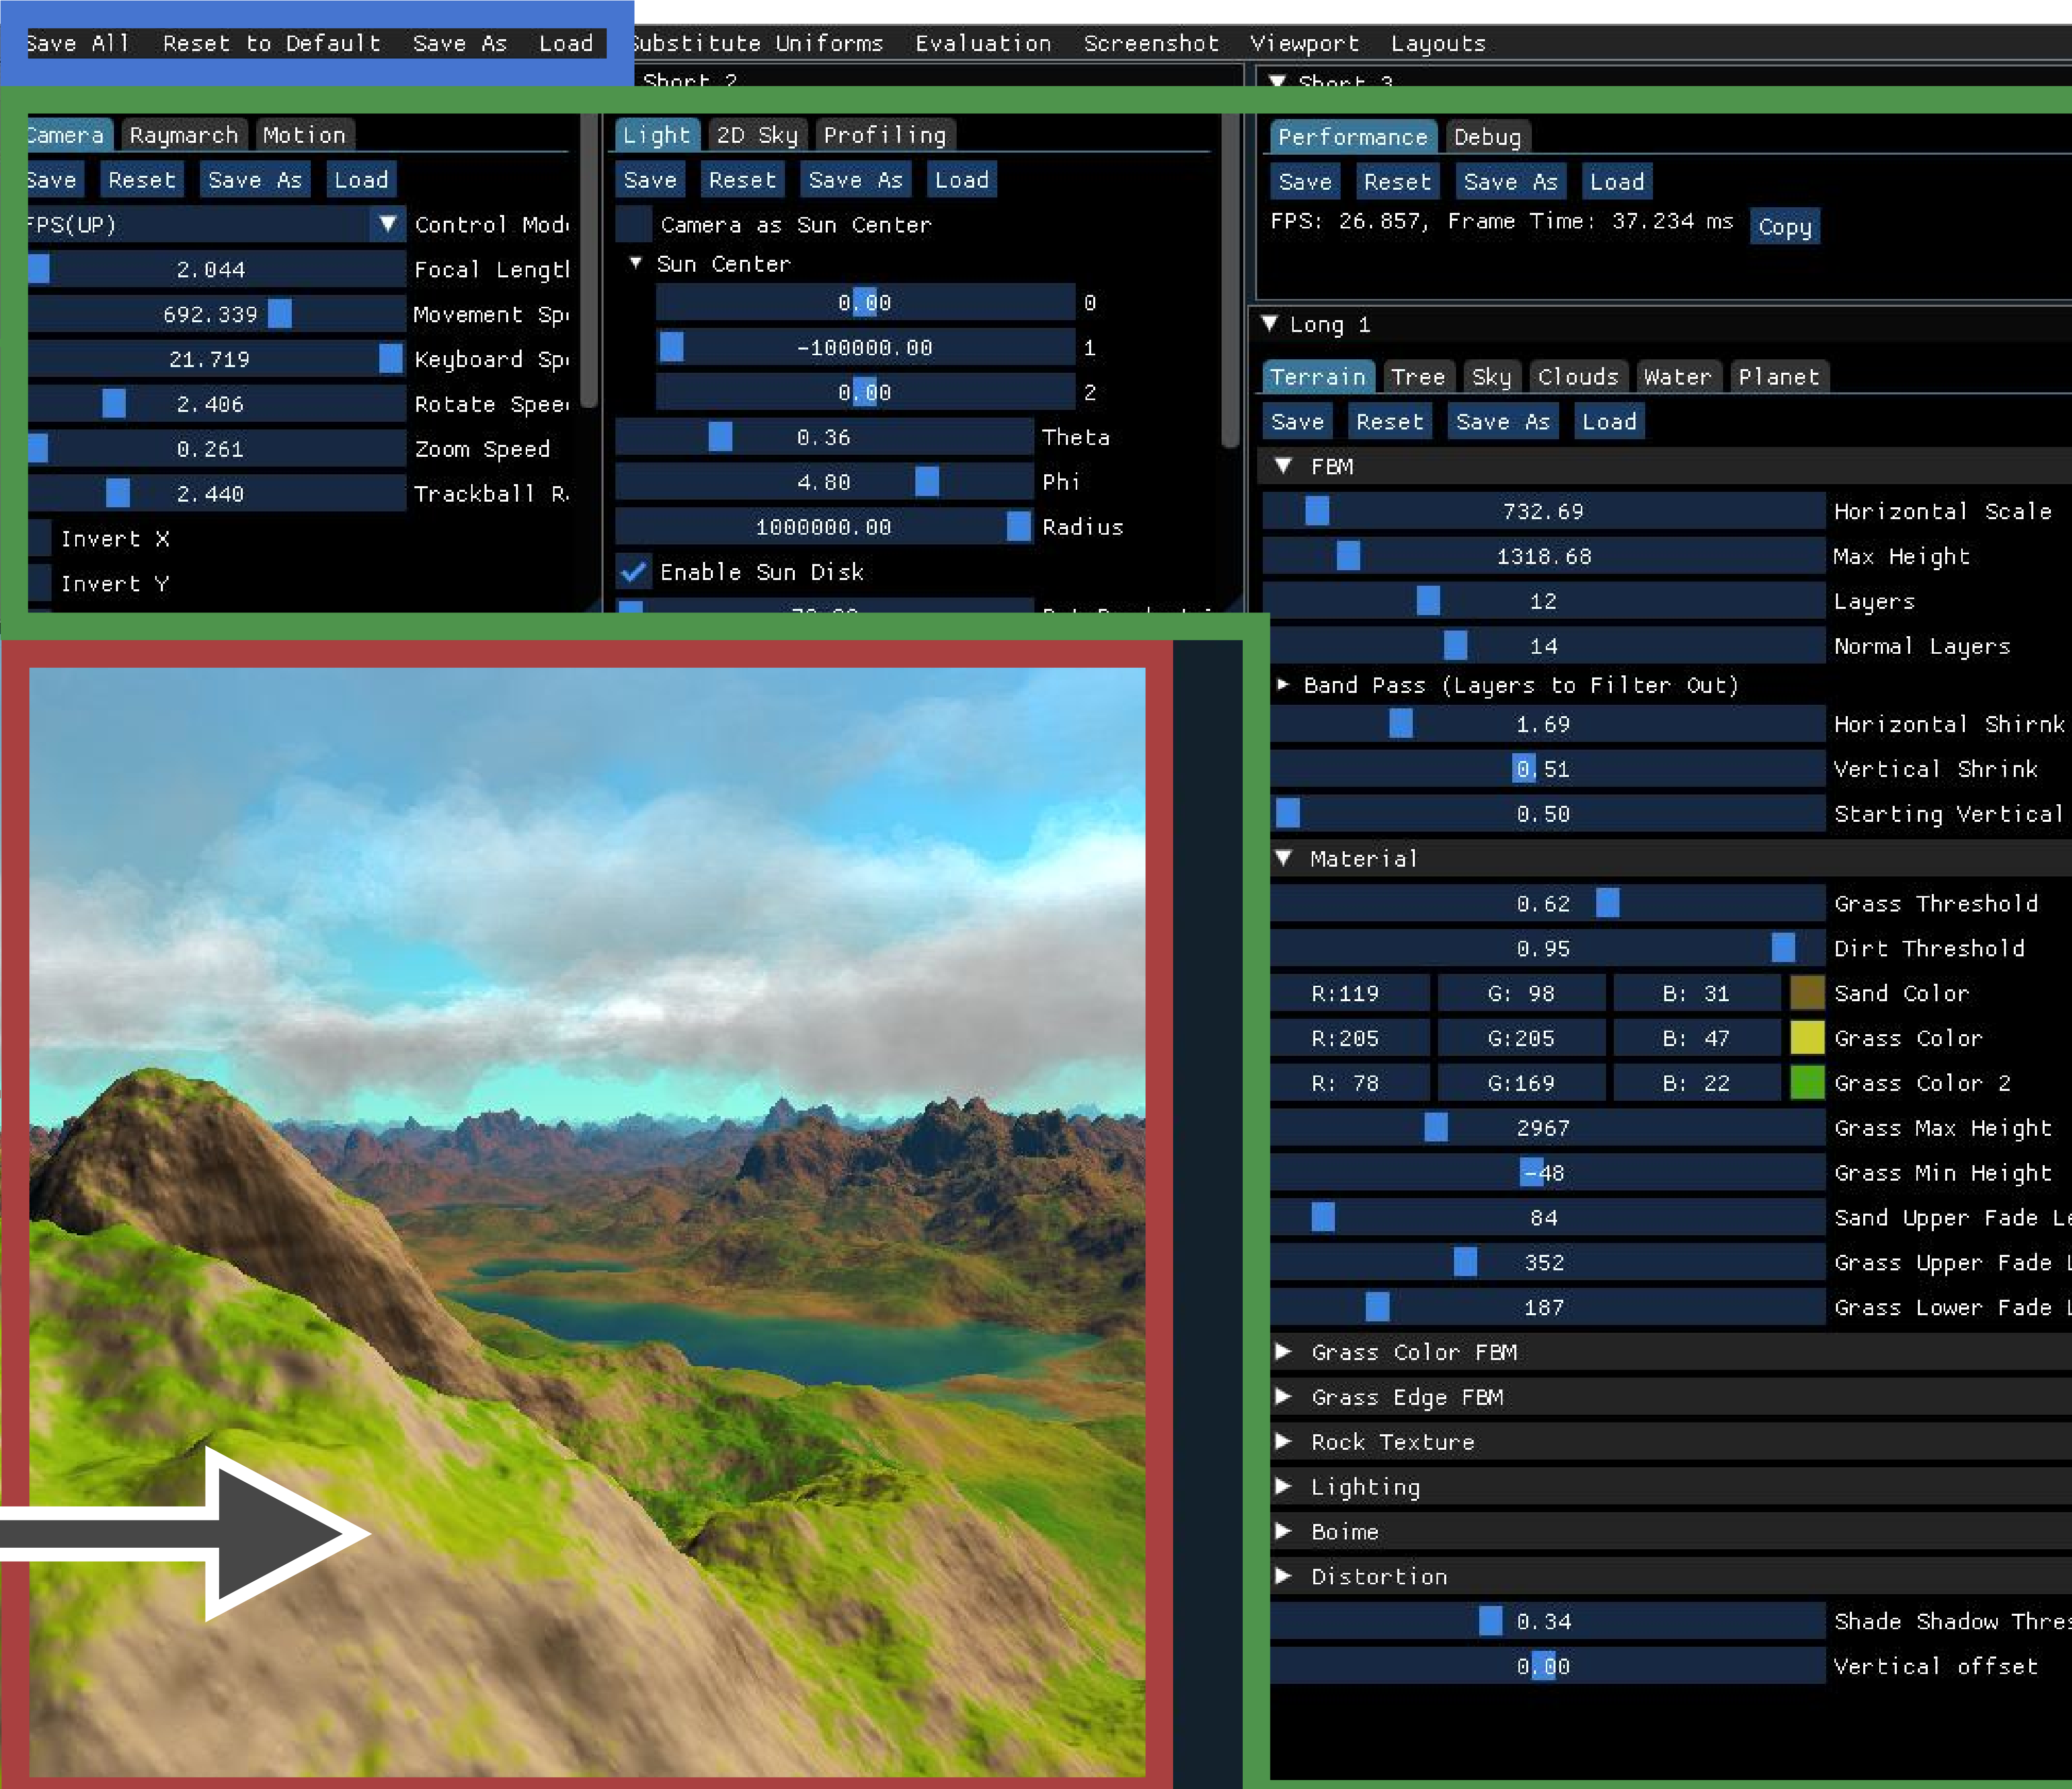 Save All Reset to Default Save As Load Substitute Uniforms Evaluation Screenshot Viewport Layouts
Short 2
Short 3
Camera Raymarch Motion
Save Reset Save As Load
FPS(UP) Control Mod
2.044 Focal Lengt
692.339 Movement Sp
21.719 Keyboard Sp
2.406 Rotate Spee
0.261 Zoom Speed
2.440 Trackball R
Invert X
Invert Y
Light 2D Sky Profiling
Save Reset Save As Load
Camera as Sun Center
Sun Center
0.00 0
-100000.00 1
0.00 2
0.36 Theta
4.80 Phi
1000000.00 Radius
Enable Sun Disk
Performance Debug
Save Reset Save As Load
FPS: 26.857, Frame Time: 37.234 ms Copy
Long 1
Terrain Tree Sky Clouds Water Planet
Save Reset Save As Load
FBM
732.69 Horizontal Scale
1318.68 Max Height
12 Layers
14 Normal Layers
Band Pass (Layers to Filter Out)
1.69 Horizontal Shirnk
0.51 Vertical Shrink
0.50 Starting Vertical
Material
0.62 Grass Threshold
0.95 Dirt Threshold
R:119 G: 98 B: 31 Sand Color
R:205 G:205 B: 47 Grass Color
R: 78 G:169 B: 22 Grass Color 2
2967 Grass Max Height
-48 Grass Min Height
84 Sand Upper Fade Le
352 Grass Upper Fade L
187 Grass Lower Fade L
Grass Color FBM
Grass Edge FBM
Rock Texture
Lighting
Boime
Distortion
0.34 Shade Shadow Thres
0.00 Vertical offset